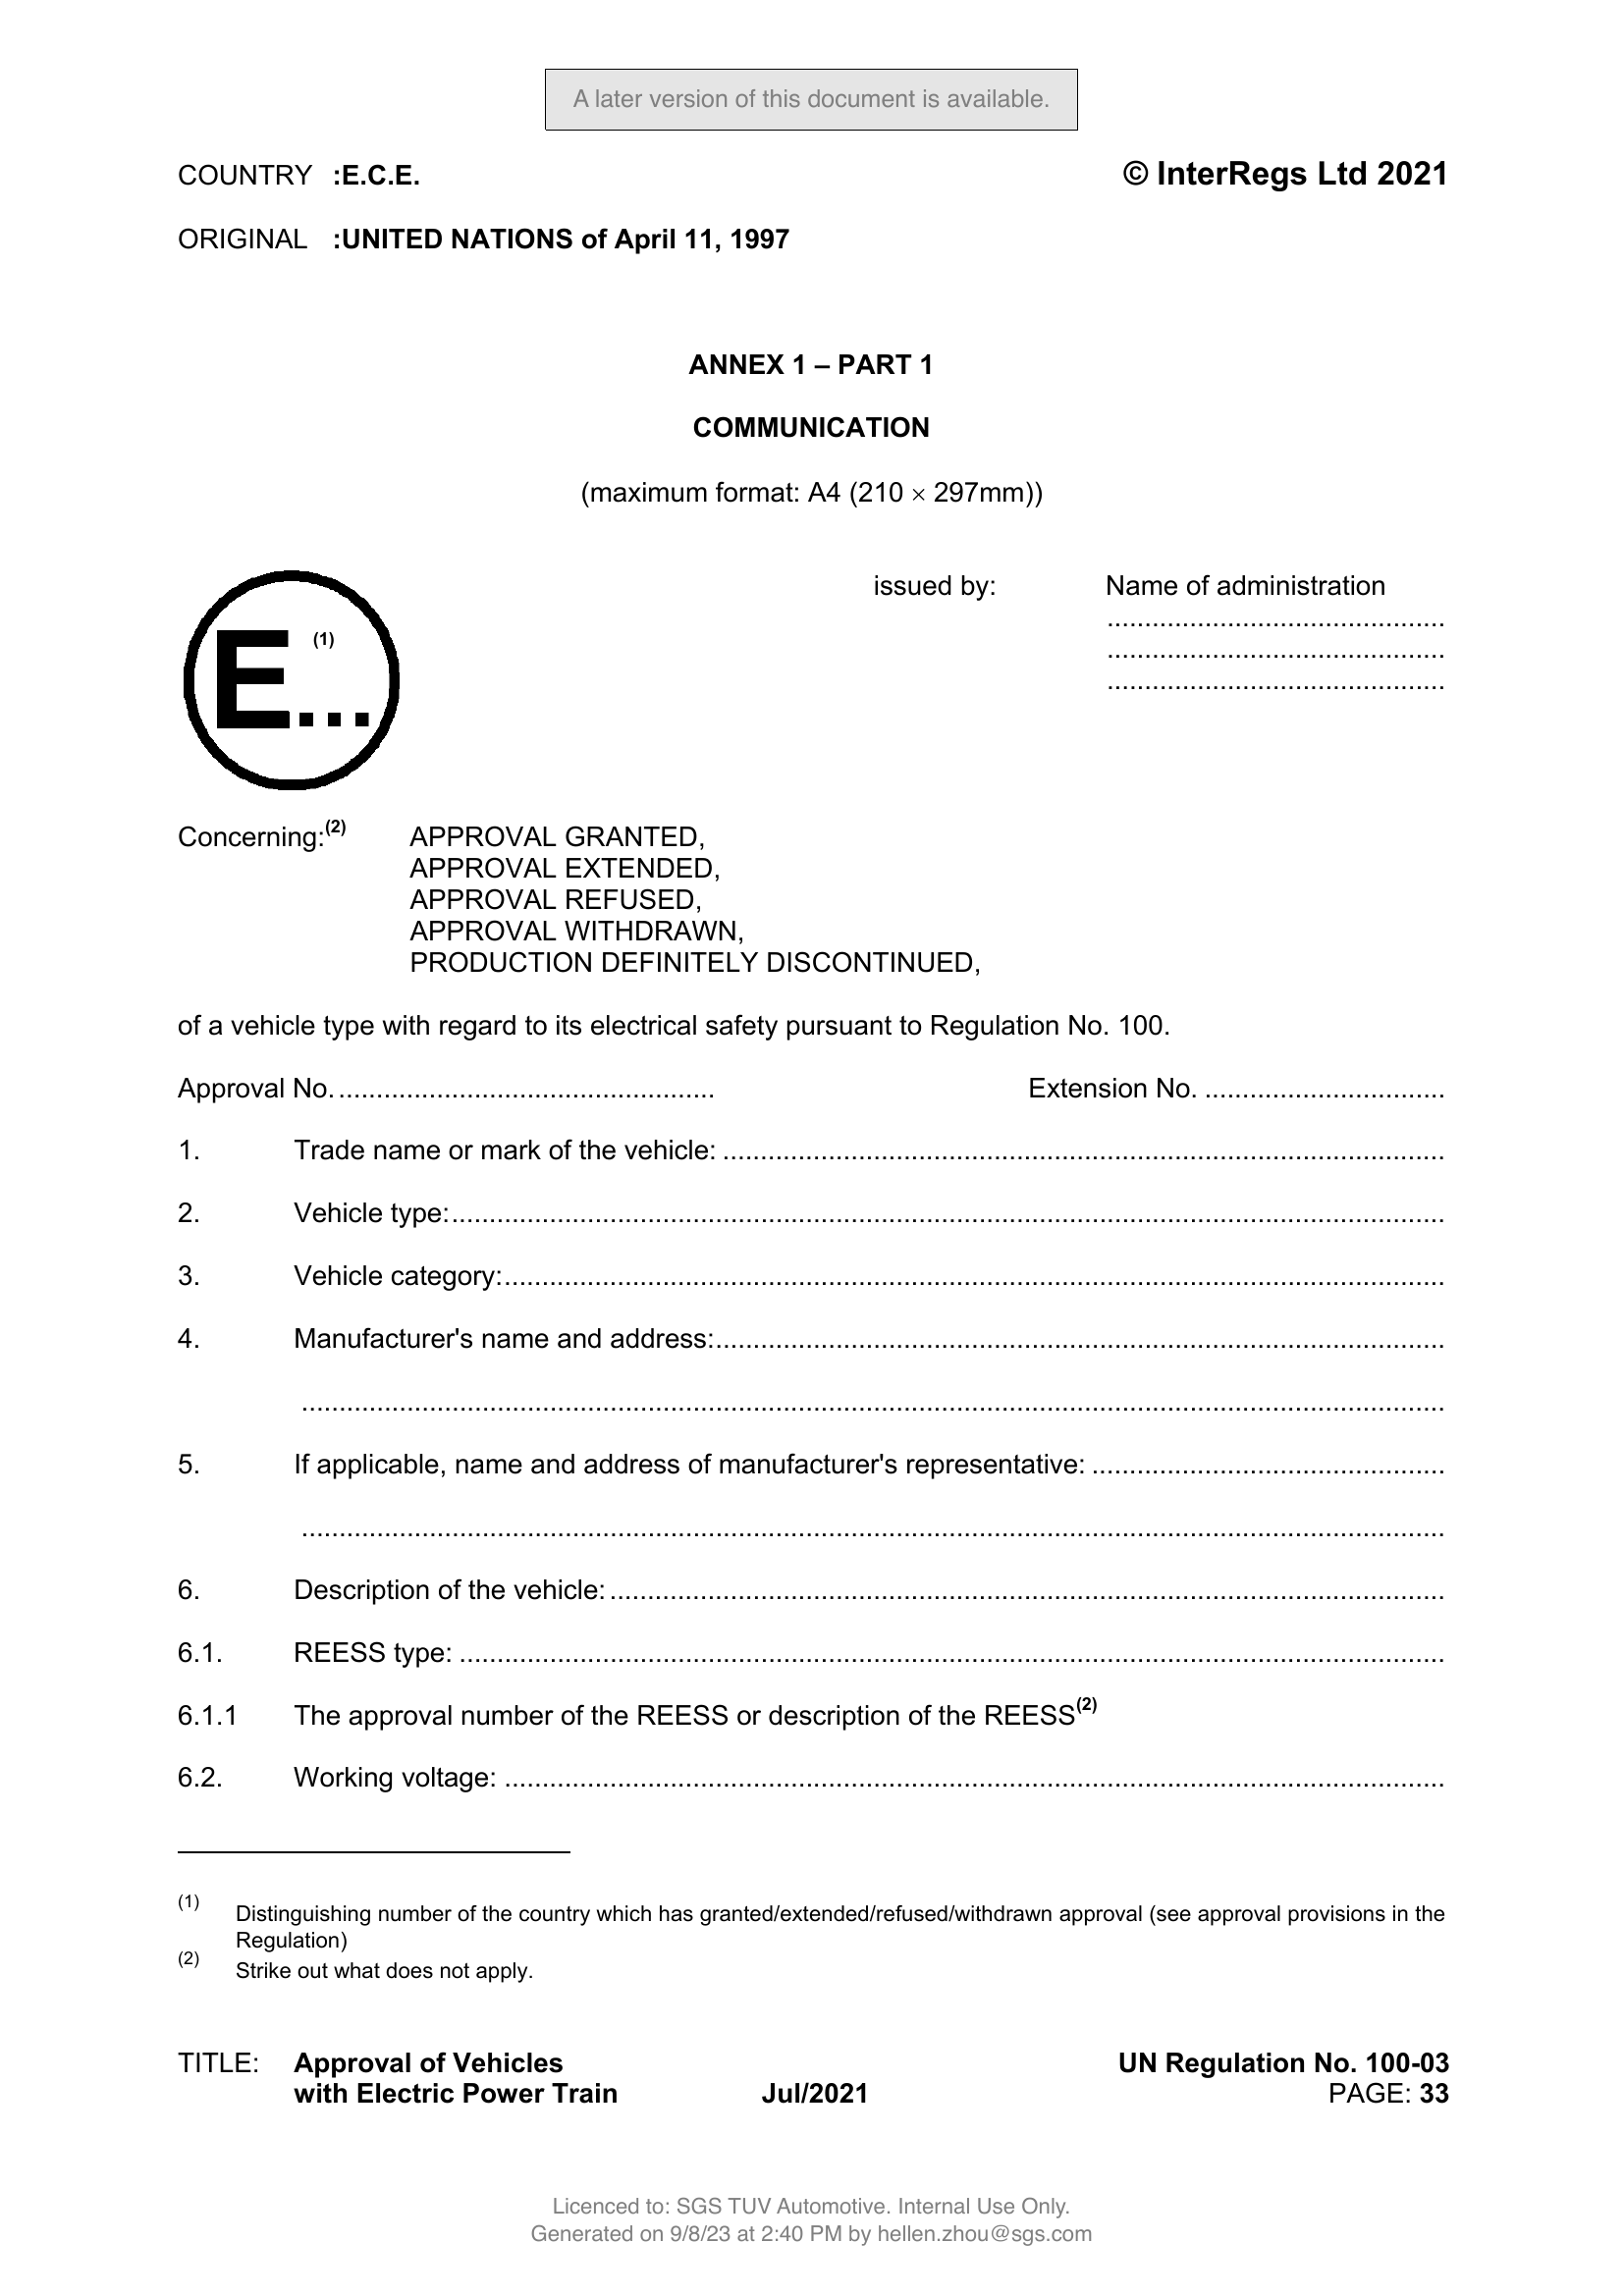 A later version of this document is available.
COUNTRY :E.C.E. © InterRegs Ltd 2021
ORIGINAL :UNITED NATIONS of April 11, 1997
ANNEX 1 – PART 1
COMMUNICATION
(maximum format: A4 (210 × 297mm))
issued by: Name of administration
.............................................
.............................................
.............................................
E... (1)
Concerning:(2) APPROVAL GRANTED,
APPROVAL EXTENDED,
APPROVAL REFUSED,
APPROVAL WITHDRAWN,
PRODUCTION DEFINITELY DISCONTINUED,
of a vehicle type with regard to its electrical safety pursuant to Regulation No. 100.
Approval No. .................................................. Extension No. ................................
1. Trade name or mark of the vehicle: ................................................................................................
2. Vehicle type: ....................................................................................................................................
3. Vehicle category: .............................................................................................................................
4. Manufacturer's name and address: .................................................................................................
........................................................................................................................................................
5. If applicable, name and address of manufacturer's representative: ...............................................
........................................................................................................................................................
6. Description of the vehicle: ...............................................................................................................
6.1. REESS type: ...................................................................................................................................
6.1.1 The approval number of the REESS or description of the REESS(2)
6.2. Working voltage: .............................................................................................................................
(1) Distinguishing number of the country which has granted/extended/refused/withdrawn approval (see approval provisions in the
Regulation)
(2) Strike out what does not apply.
TITLE: Approval of Vehicles UN Regulation No. 100-03
with Electric Power Train Jul/2021 PAGE: 33
Licenced to: SGS TUV Automotive. Internal Use Only.
Generated on 9/8/23 at 2:40 PM by hellen.zhou@sgs.com